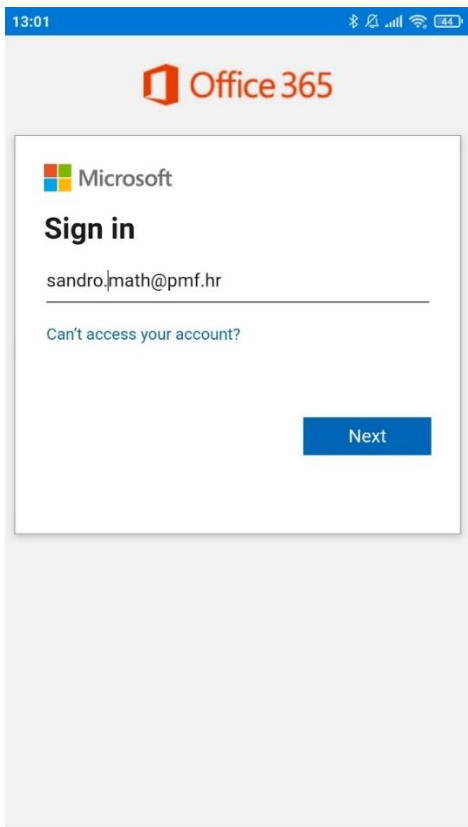 13:01 44
Office 365
Microsoft
Sign in
sandro.math@pmf.hr
Can't access your account?
Next